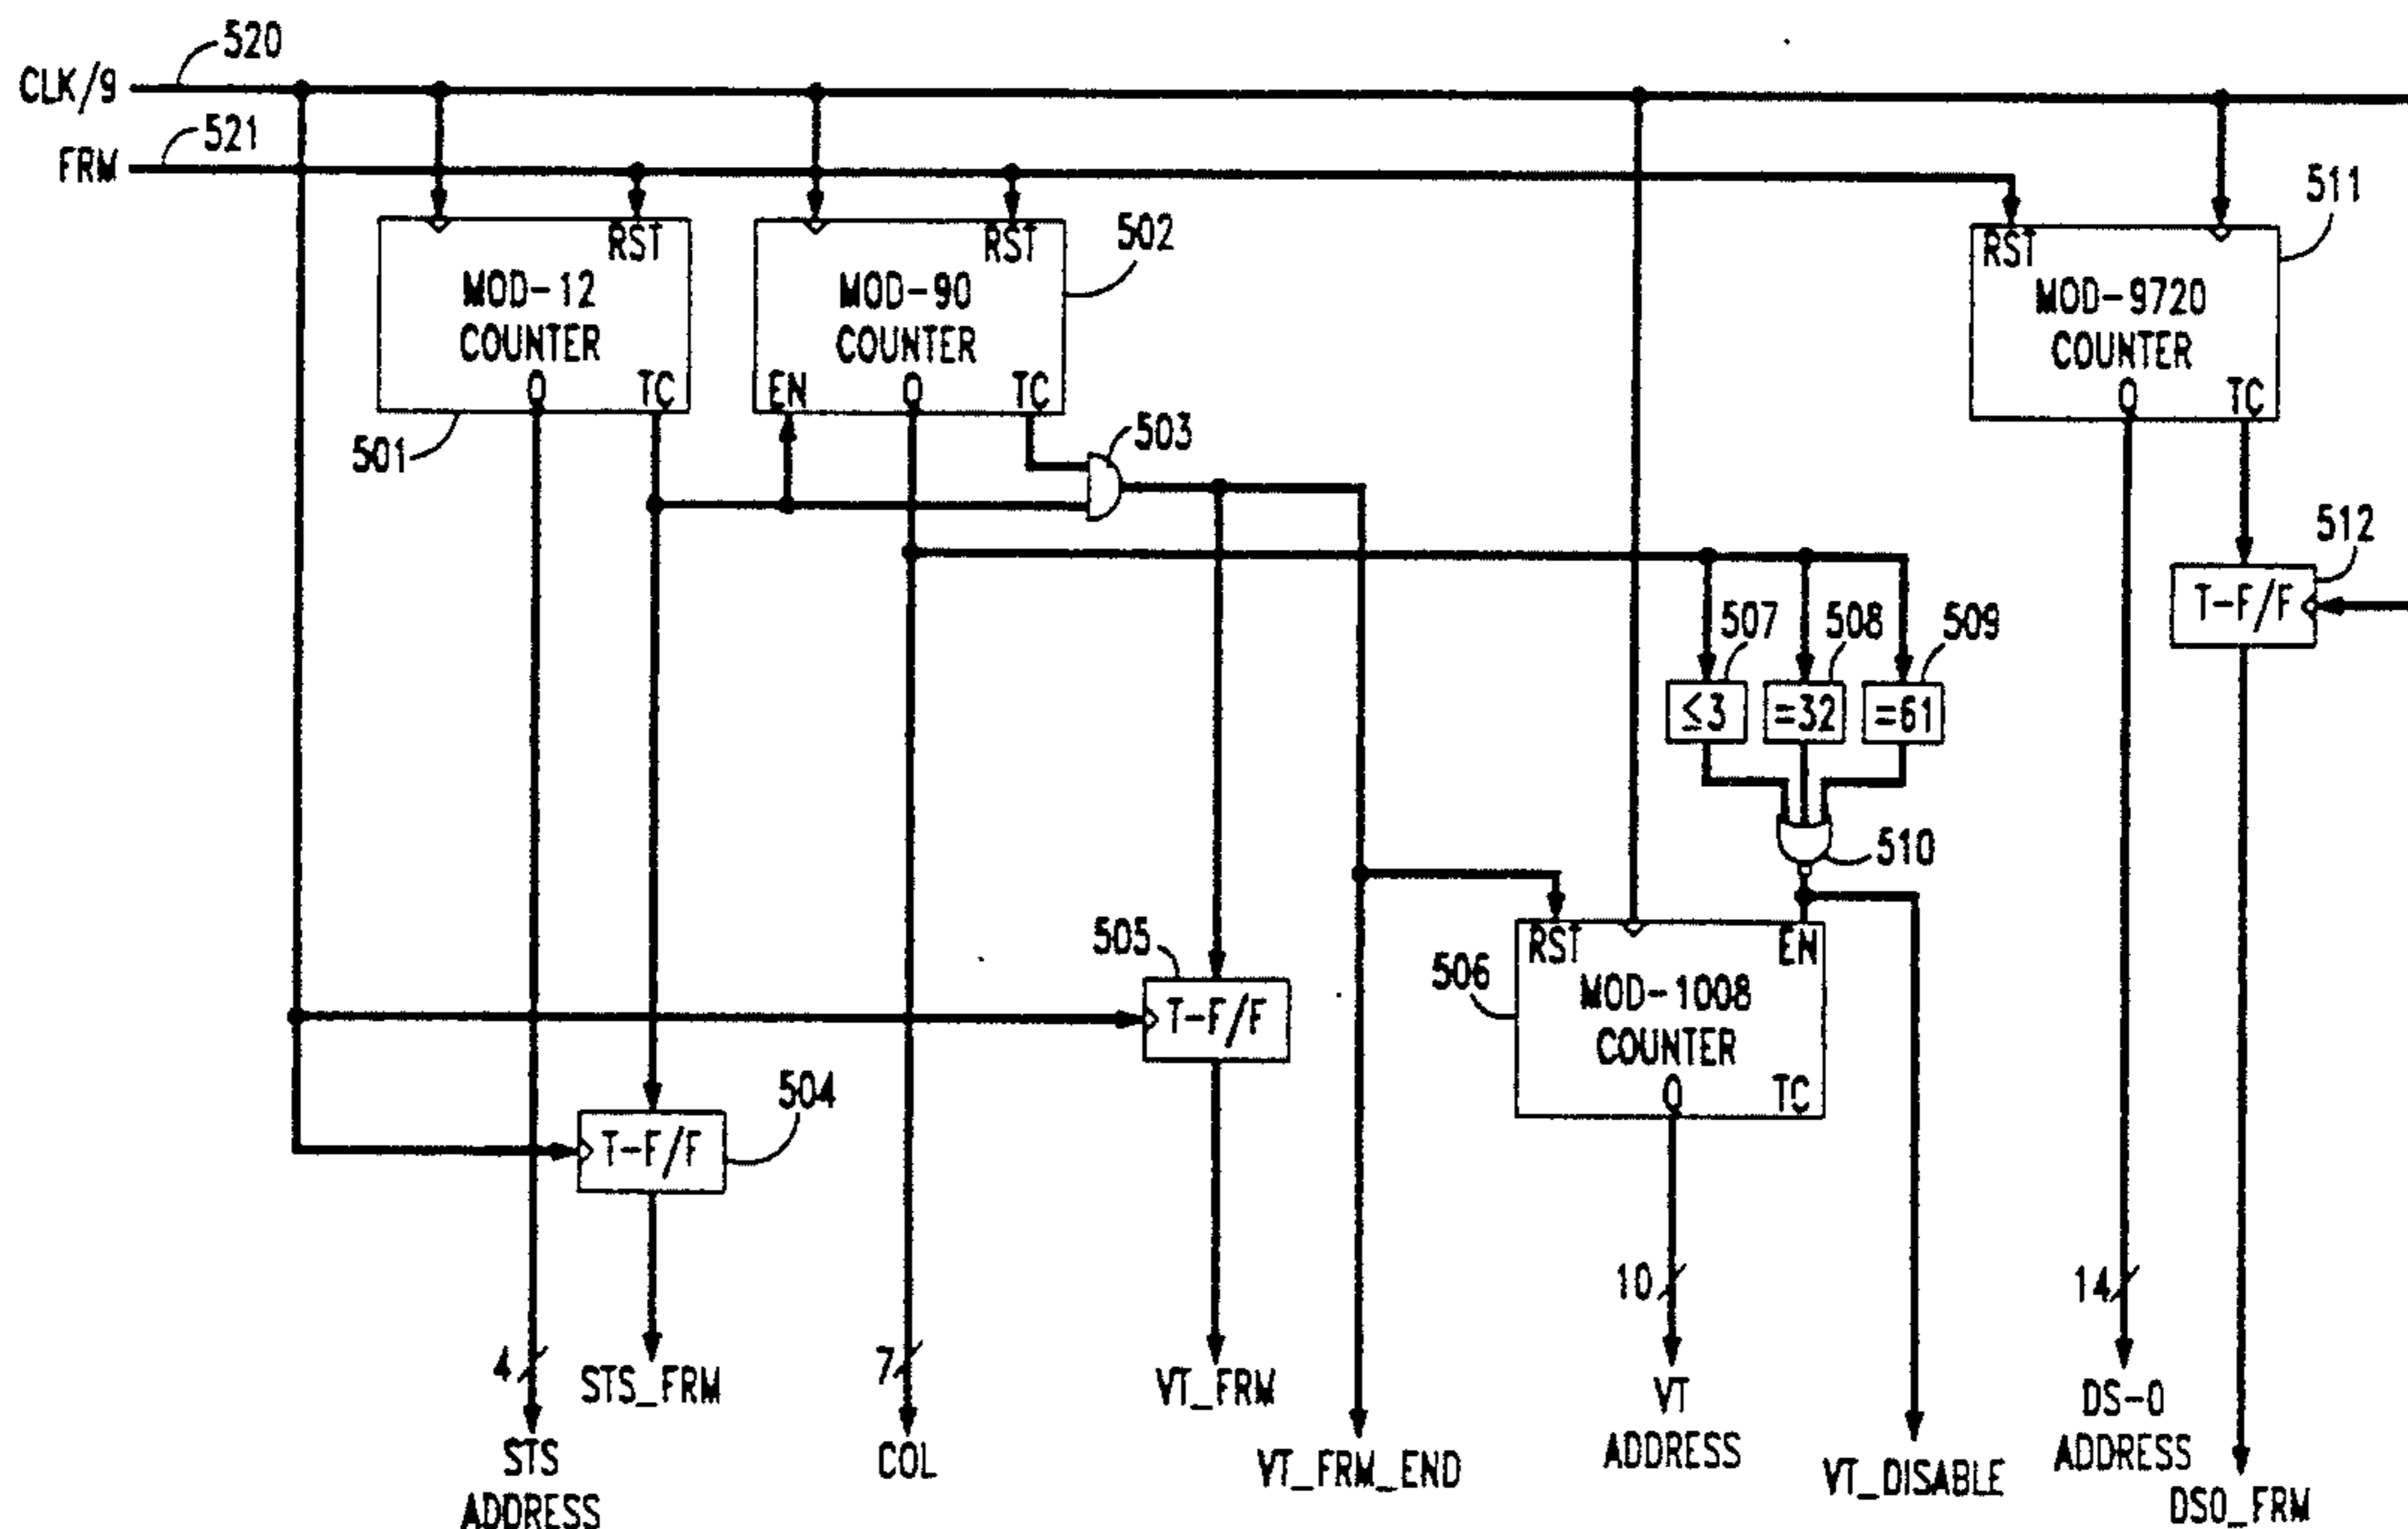 520
CLK/9
521
FRM
RST
MOD-12
COUNTER
Q
TC
501
RST
502
MOD-90
COUNTER
EN
Q
TC
503
511
RST
MOD-9720
COUNTER
Q
TC
512
T-F/F
507
508
509
≤3
=32
=61
510
505
T-F/F
506
RST
EN
MOD-1008
COUNTER
Q
TC
504
T-F/F
4
7
10
14
STS
ADDRESS
STS_FRM
COL
VT_FRM
VT_FRM_END
VT
ADDRESS
VT_DISABLE
DS-0
ADDRESS
DS0_FRM